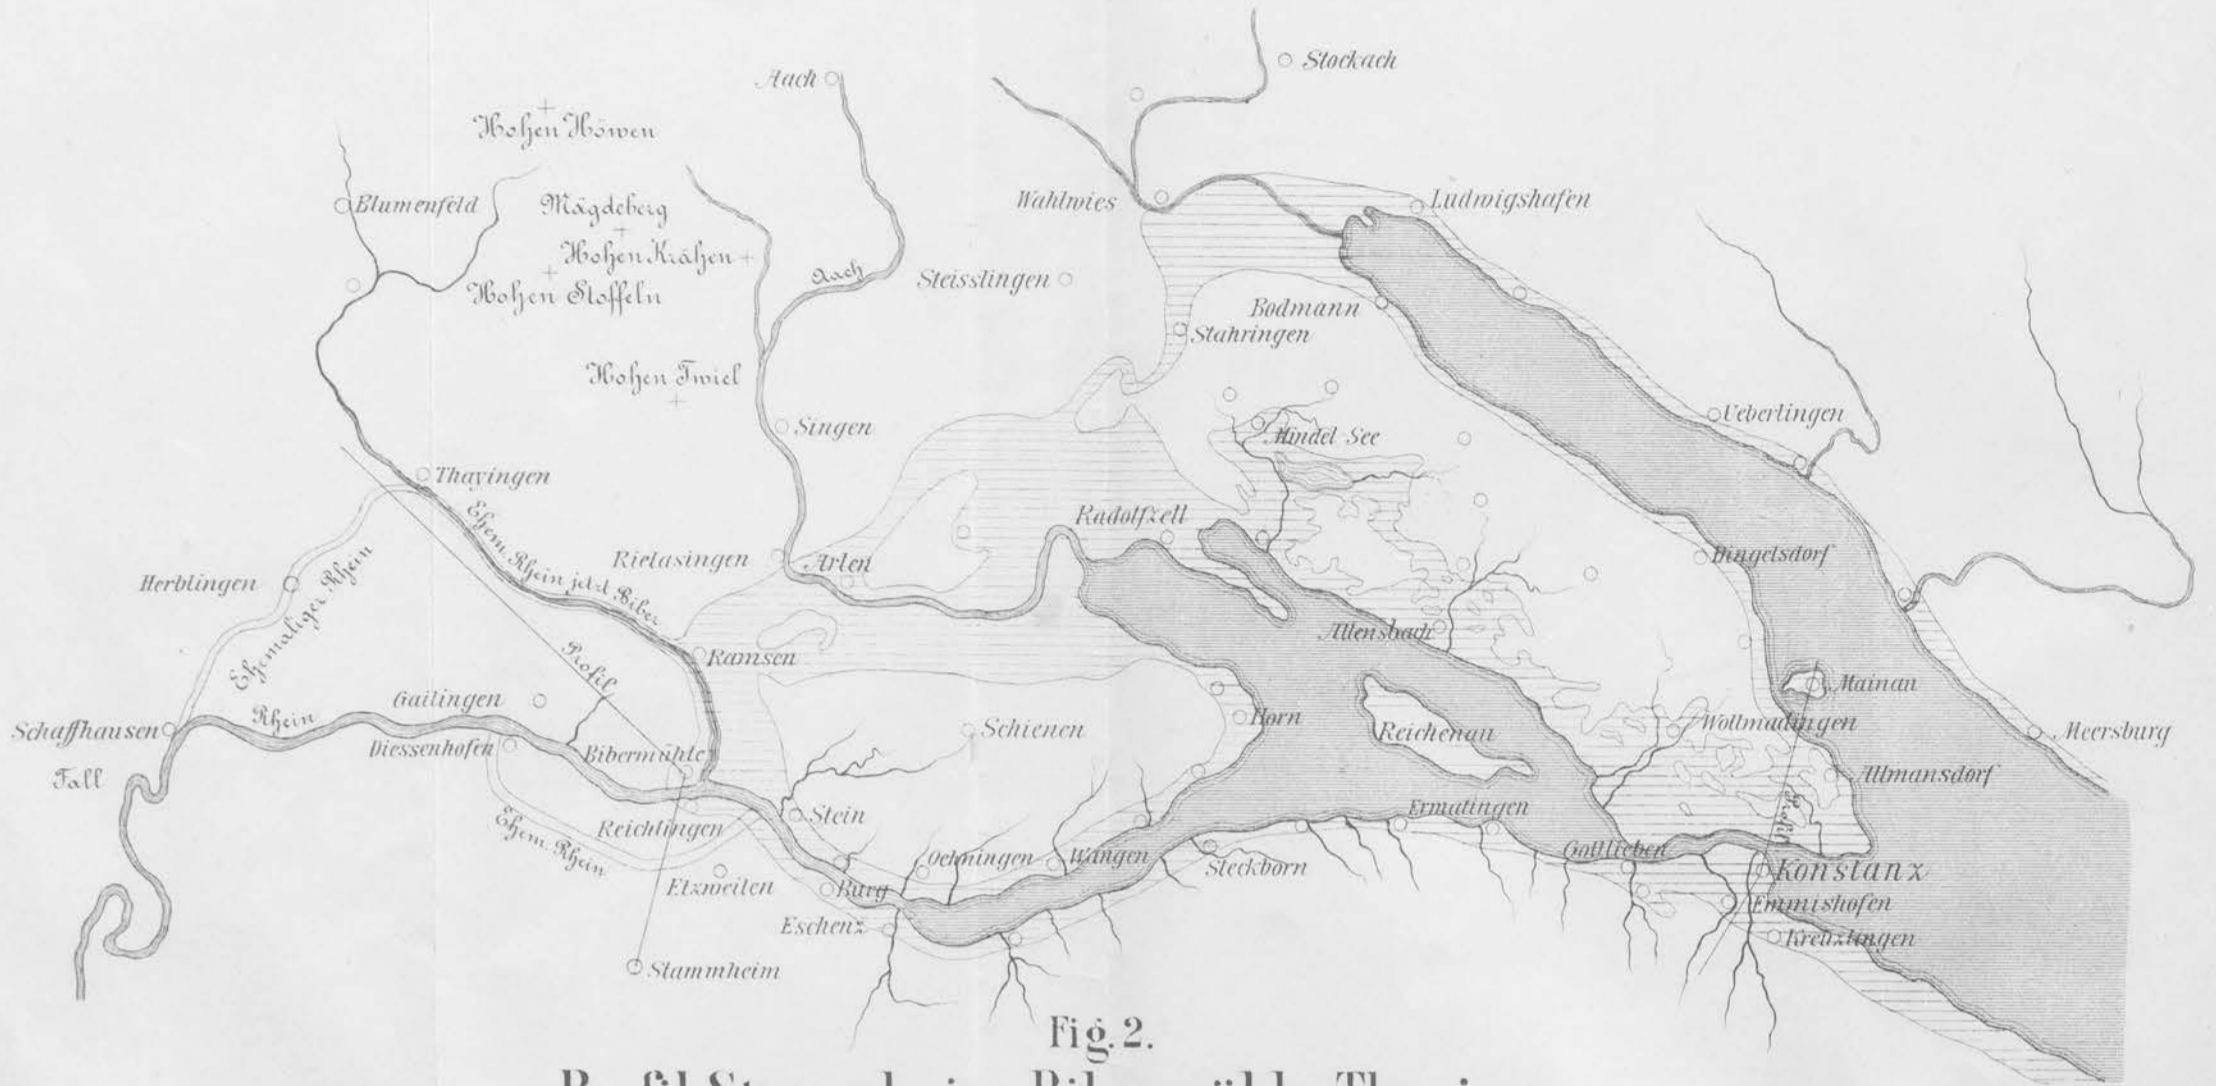 Stockach
Aach
Hohen Höwen
Blumenfeld
Mägdeberg
Wahlwies
Ludwigshafen
Hohen Krähen
Aach
Steisslingen
Hohen Stoffeln
Bodmann
Stahringen
Hohen Twiel
Singen
Ueberlingen
Mindel See
Thayingen
Radolfzell
Ehem. Rhein jetzt Biber
Rielasingen
Arlen
Dingelsdorf
Herblingen
Ehemaliger Rhein
Allensbach
Ramsen
Profil
Mainau
Gailingen
Schaffhausen
Rhein
Schienen
Horn
Reichenau
Wollmadingen
Meersburg
Diessenhofen
Bibermühle
Fall
Allmansdorf
Profil
Stein
Ermatingen
Reichlingen
Ehem. Rhein
Gottlieben
Oehningen
Wangen
Steckborn
Konstanz
Etzweilen
Burg
Emmishofen
Eschenz
Kreuzlingen
Stammheim
Fig. 2.